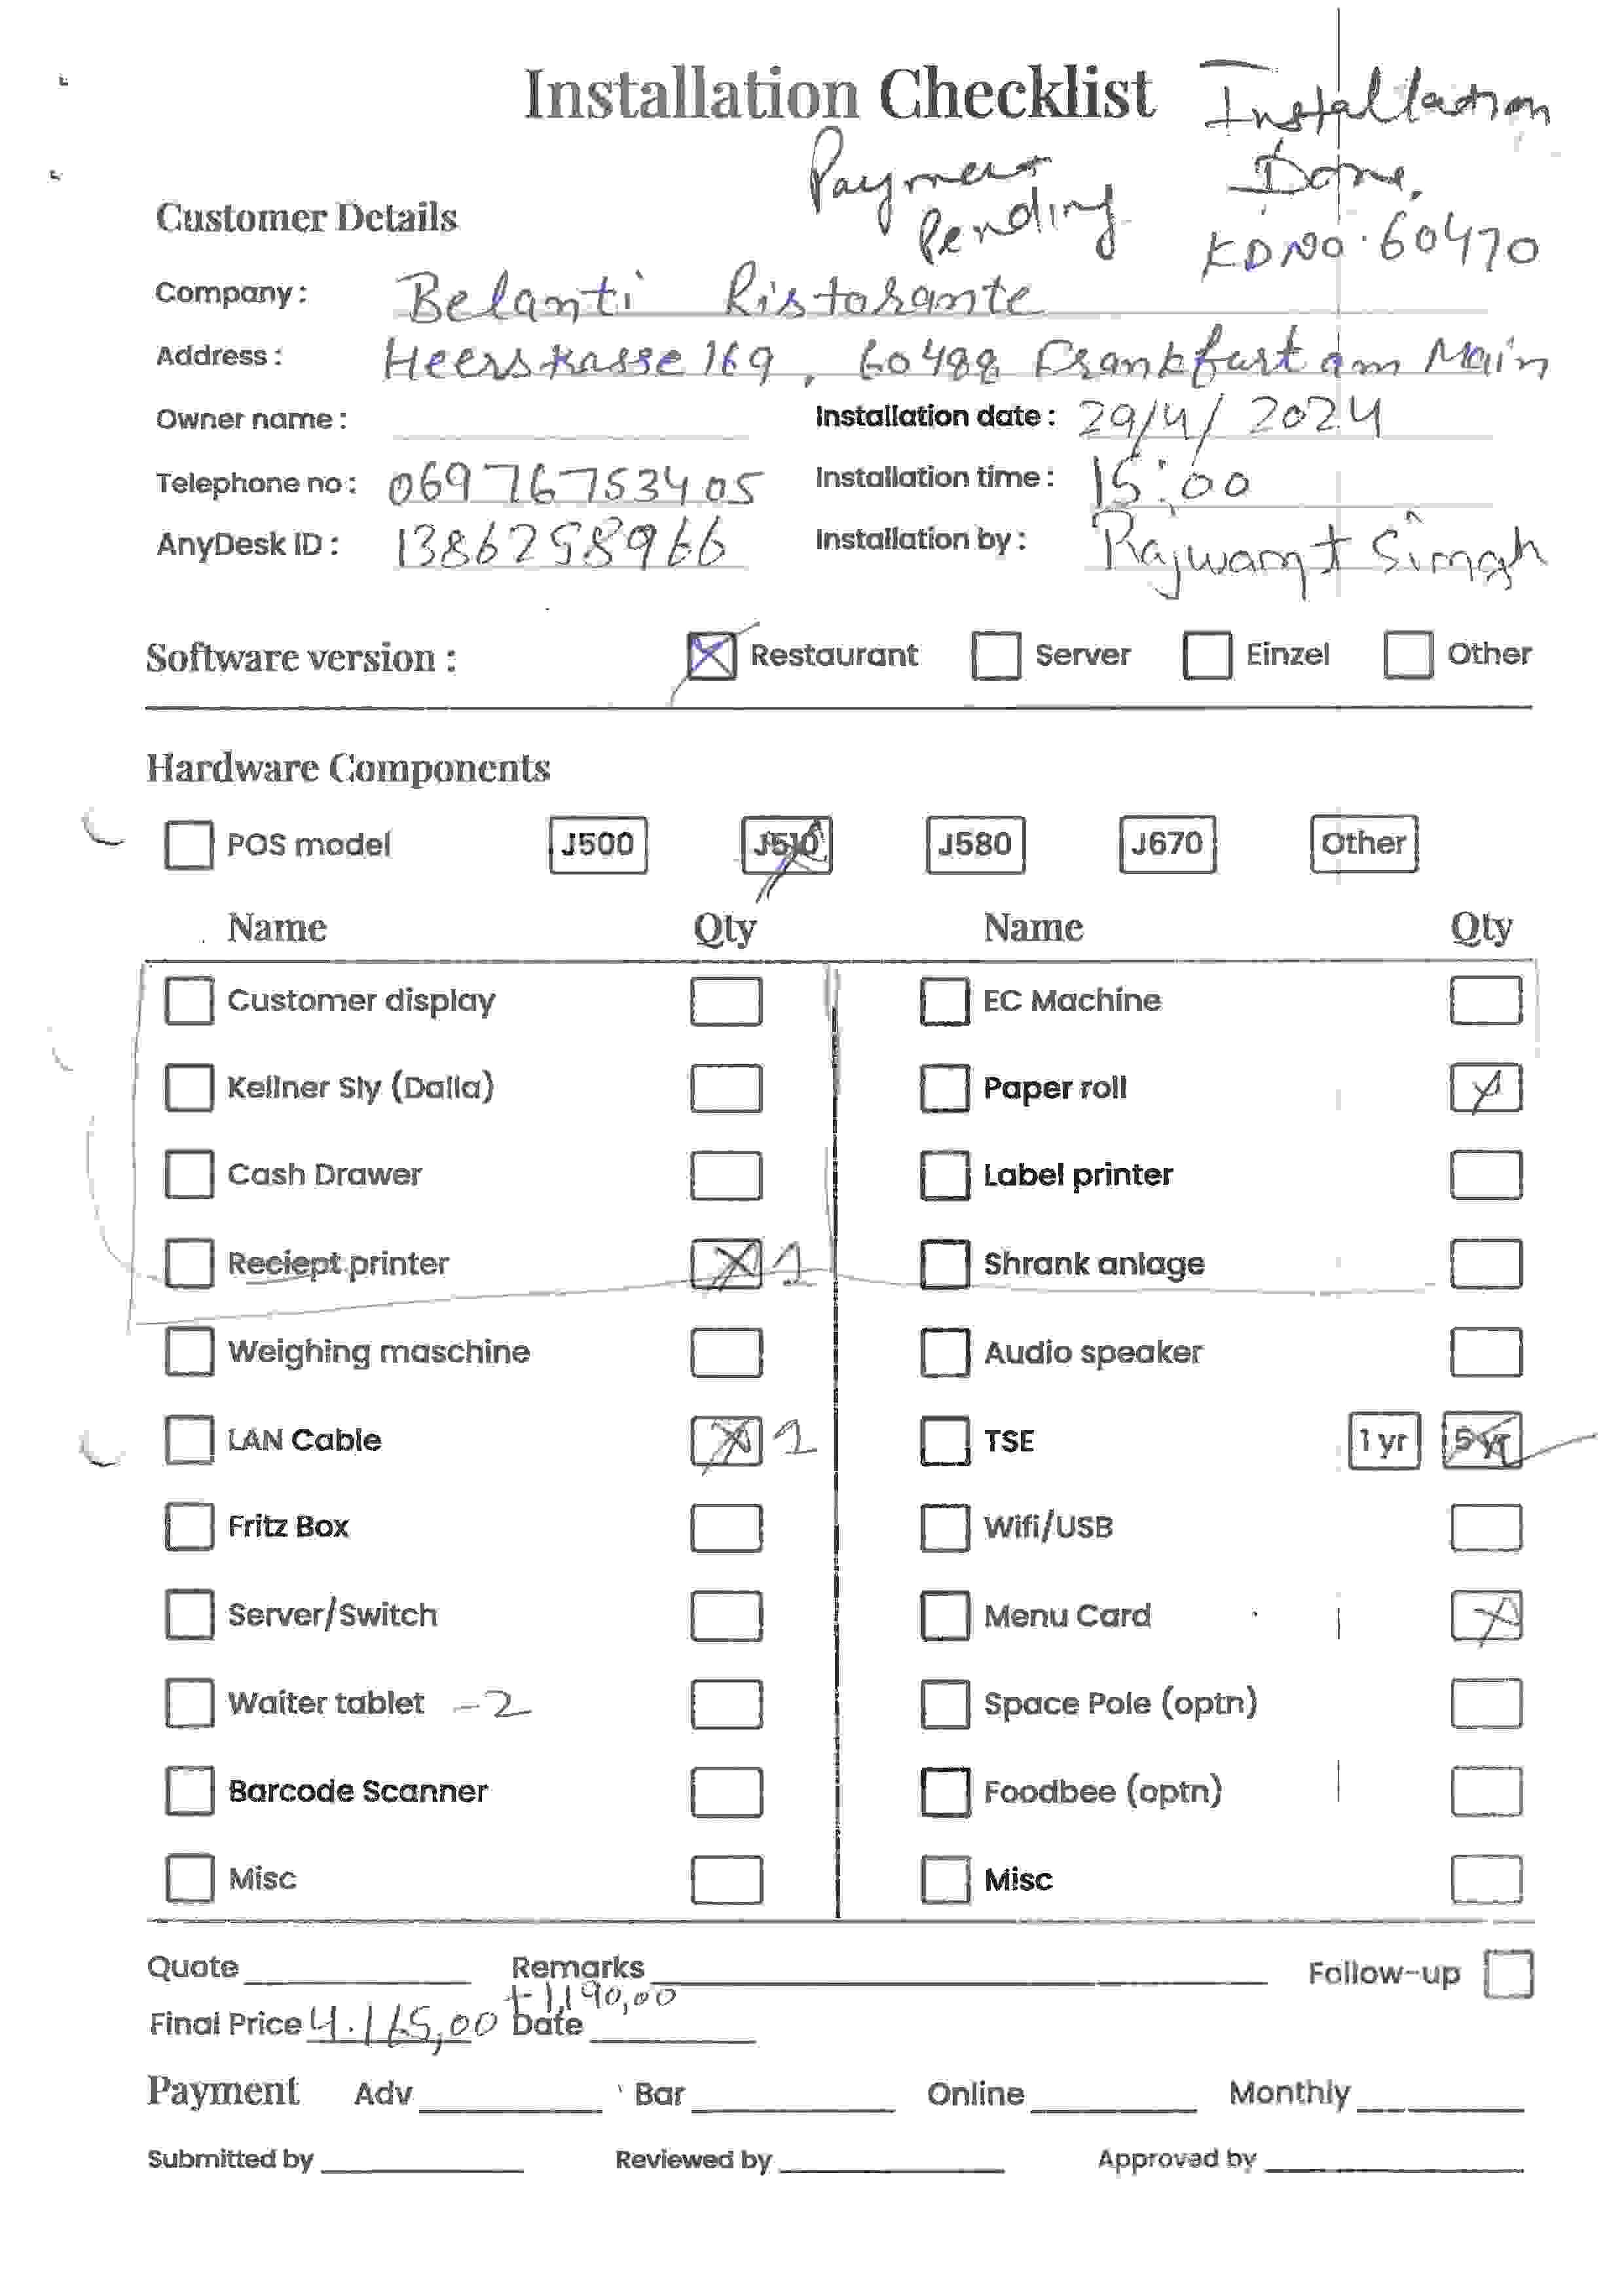 Installation Checklist
Installation
Done.
Payment
Pending
KD NO. 60470
Customer Details
Company: Belanti Ristorante
Address: Heerstrasse 169, 60488 Frankfurt am Main
Owner name:
Installation date: 29/4/2024
Telephone no: 069 76753405
Installation time: 15:00
AnyDesk ID: 1386258966
Installation by: Rajwant Singh
Software version: Restaurant Server Einzel Other
Hardware Components
POS model J500 J510 J580 J670 Other
Name Qty Name Qty
Customer display EC Machine
Kellner Sly (Dalla) Paper roll
Cash Drawer Label printer
Reciept printer 1 Shrank anlage
Weighing maschine Audio speaker
LAN Cable 1 TSE 1 yr 5 yr
Fritz Box Wifi/USB
Server/Switch Menu Card
Waiter tablet -2 Space Pole (optn)
Barcode Scanner Foodbee (optn)
Misc Misc
Quote Remarks Follow-up
+1,190,00
Final Price 4.165,00 Date
Payment Adv Bar Online Monthly
Submitted by Reviewed by Approved by